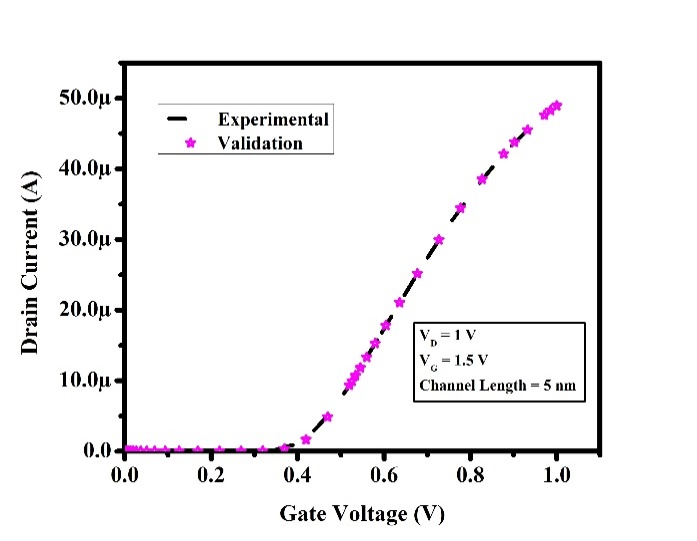 50.0μ
40.0μ
30.0μ
20.0μ
10.0μ
0.0
Drain Current (A)
Experimental
Validation
V_D = 1 V
V_G = 1.5 V
Channel Length = 5 nm
0.0 0.2 0.4 0.6 0.8 1.0
Gate Voltage (V)